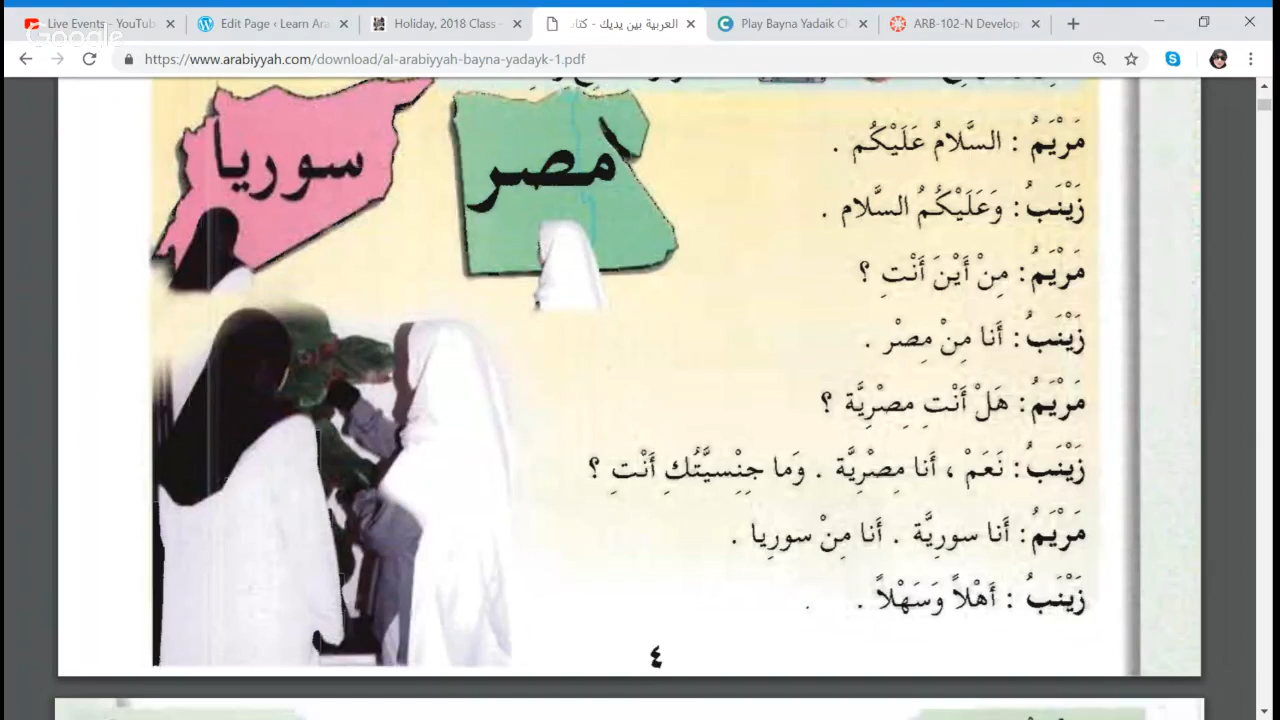 Live Events - YouTub
Edit Page ‹ Learn Ara
Holiday, 2018 Class -
العربية بين يديك - كتا
Play Bayna Yadaik Ch
ARB-102-N Develop
Google
https://www.arabiyyah.com/download/al-arabiyyah-bayna-yadayk-1.pdf
سوريا
مصر
مَرْيَمُ : السَّلامُ عَلَيْكُم .
زَيْنَبُ : وَعَلَيْكُمُ السَّلام .
مَرْيَمُ : مِنْ أَيْنَ أَنْتِ ؟
زَيْنَبُ : أَنا مِنْ مِصْر .
مَرْيَمُ : هَلْ أَنْتِ مِصْرِيَّة ؟
زَيْنَبُ : نَعَمْ ، أَنا مِصْرِيَّة . وَما جِنْسِيَّتُكِ أَنْتِ ؟
مَرْيَمُ : أَنا سورِيَّة . أَنا مِنْ سورِيا .
زَيْنَبُ : أَهْلاً وَسَهْلاً .
٤